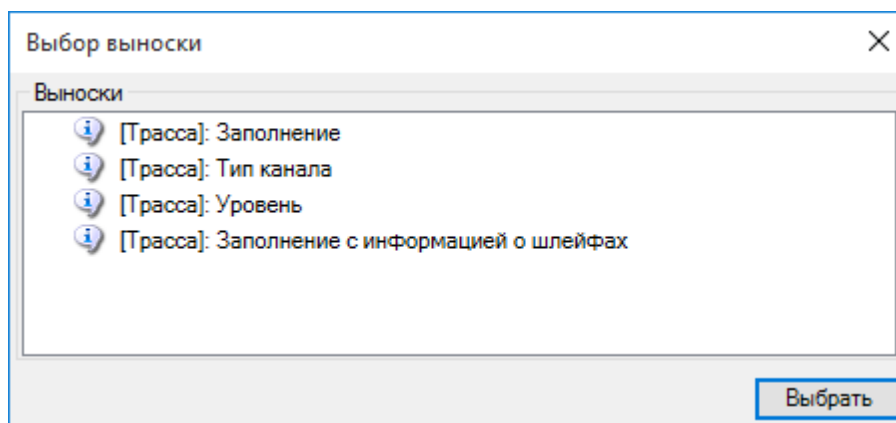 Выбор выноски
Выноски
[Трасса]: Заполнение
[Трасса]: Тип канала
[Трасса]: Уровень
[Трасса]: Заполнение с информацией о шлейфах
Выбрать